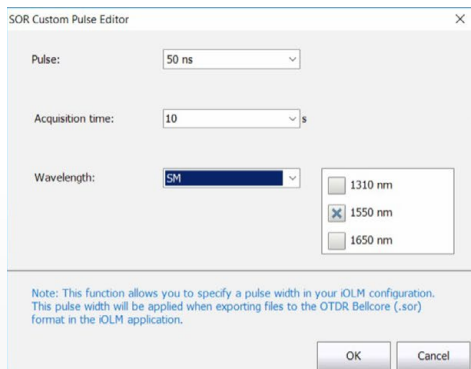 SOR Custom Pulse Editor
Pulse: 50 ns
Acquisition time: 10 s
Wavelength: SM
1310 nm
1550 nm
1650 nm
Note: This function allows you to specify a pulse width in your iOLM configuration.
This pulse width will be applied when exporting files to the OTDR Bellcore (.sor)
format in the iOLM application.
OK Cancel